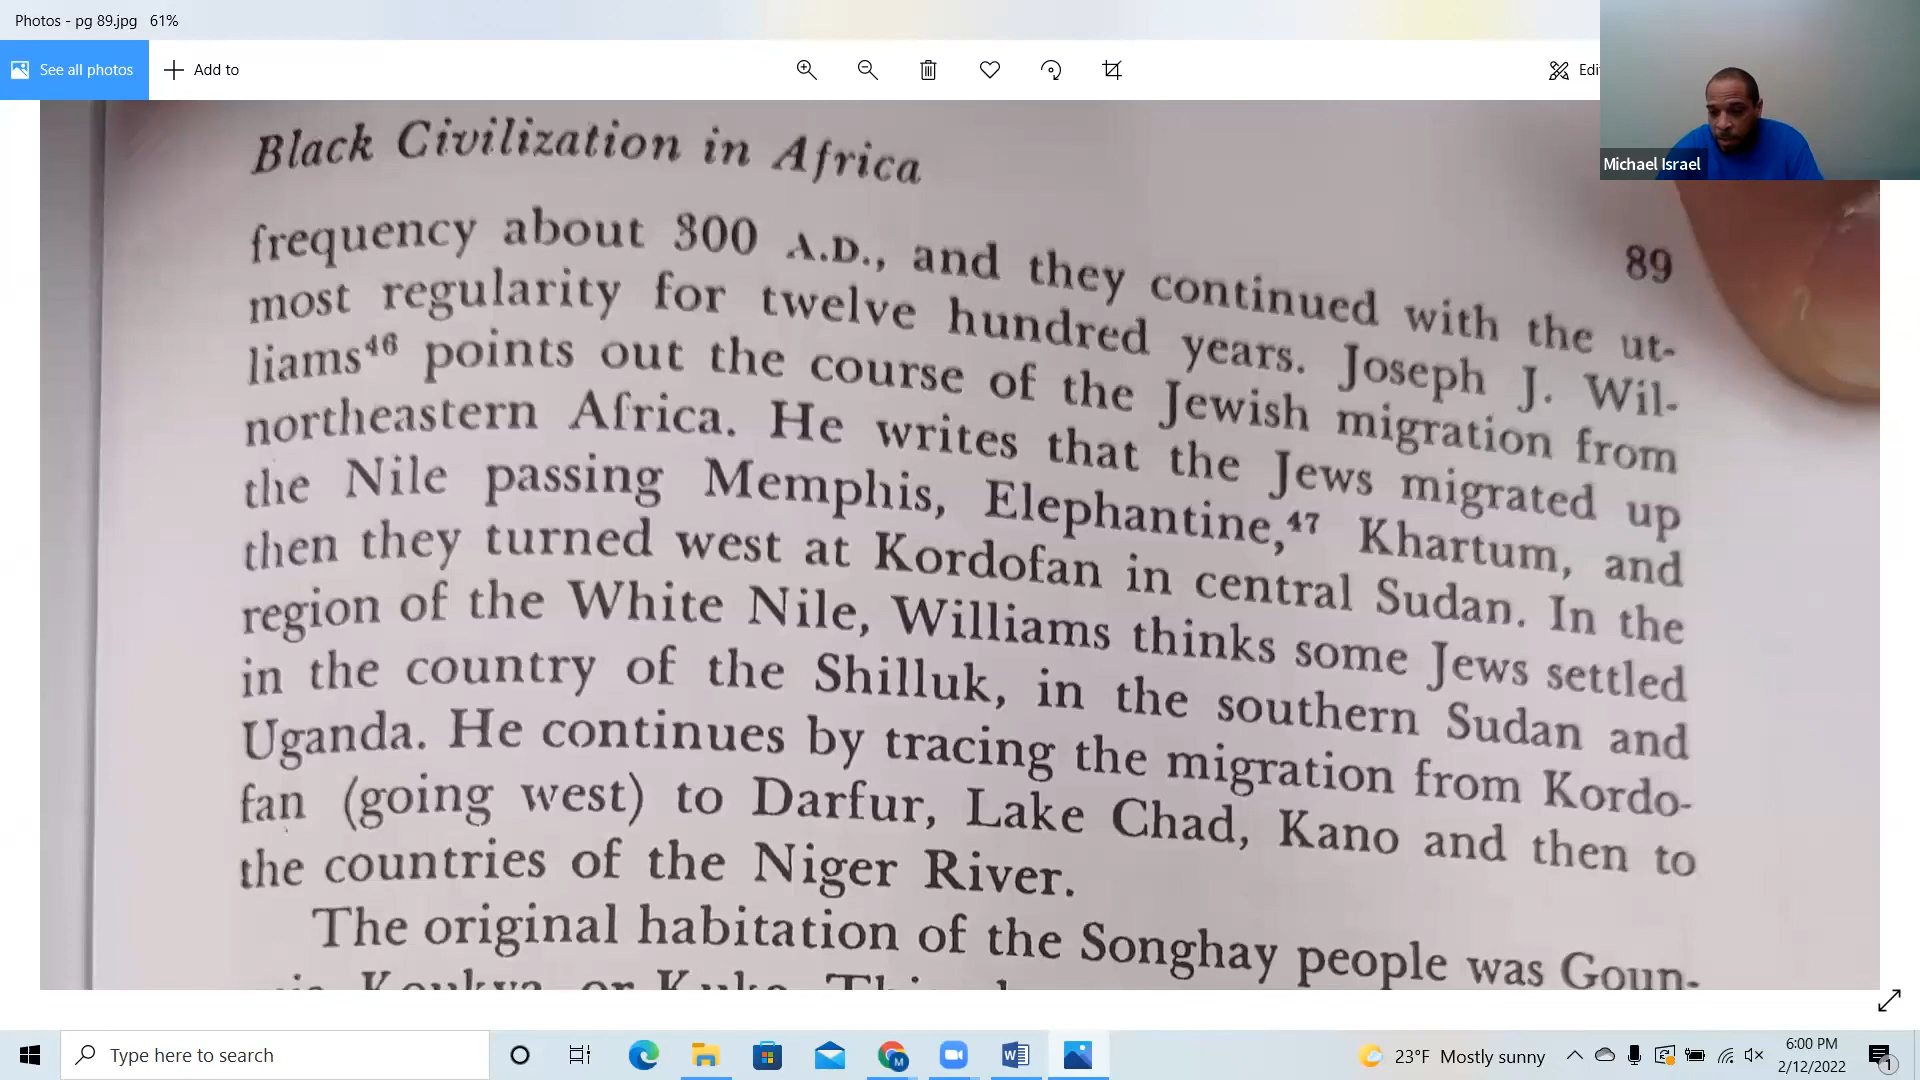 Photos - pg 89.jpg 61%
See all photos
Add to
Edi
Michael Israel
Black Civilization in Africa
89
frequency about 300 A.D., and they continued with the ut-
most regularity for twelve hundred years. Joseph J. Wil-
liams46 points out the course of the Jewish migration from
northeastern Africa. He writes that the Jews migrated up
the Nile passing Memphis, Elephantine,47 Khartum, and
then they turned west at Kordofan in central Sudan. In the
region of the White Nile, Williams thinks some Jews settled
in the country of the Shilluk, in the southern Sudan and
Uganda. He continues by tracing the migration from Kordo-
fan (going west) to Darfur, Lake Chad, Kano and then to
the countries of the Niger River.
The original habitation of the Songhay people was Goun-
Koukya or
Type here to search
23°F Mostly sunny
6:00 PM
2/12/2022
1